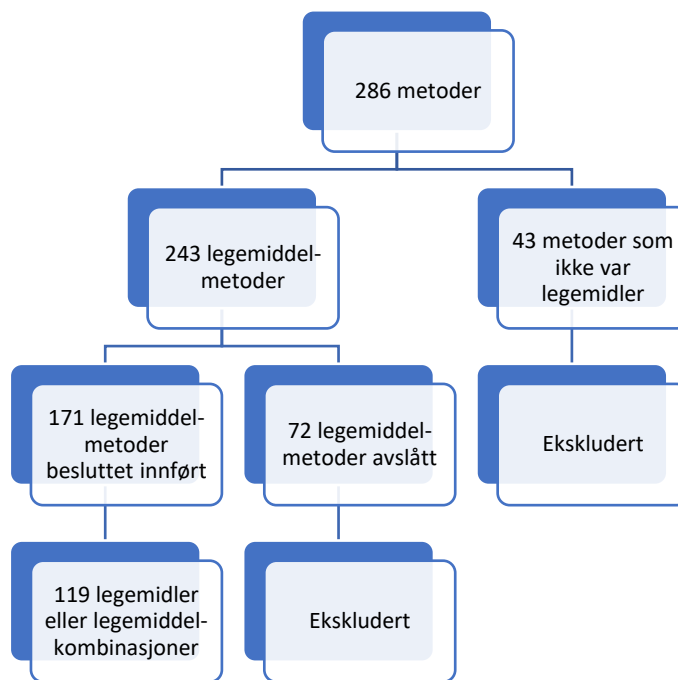 286 metoder
243 legemiddel-
metoder
43 metoder som
ikke var
legemidler
171 legemiddel-
metoder
besluttet innført
72 legemiddel-
metoder avslått
Ekskludert
119 legemidler
eller legemiddel-
kombinasjoner
Ekskludert